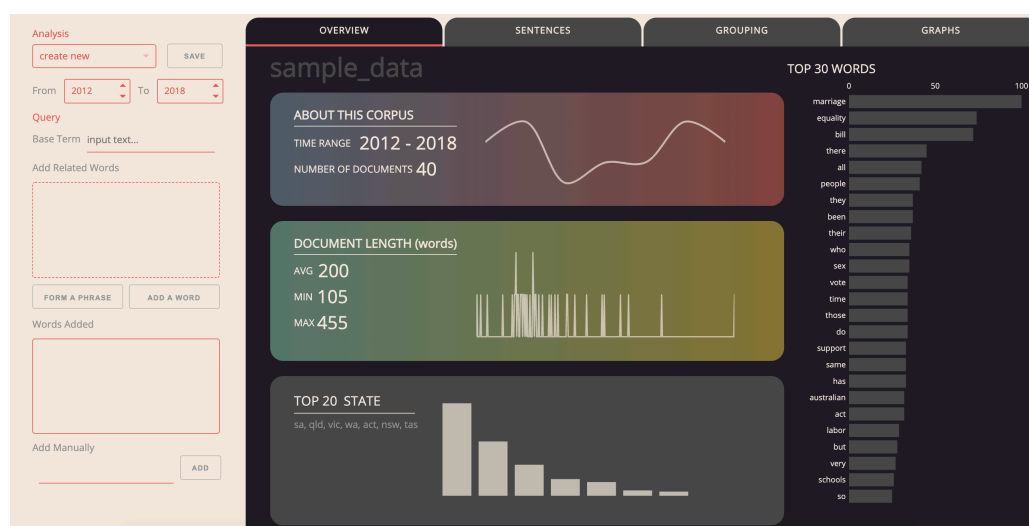 Analysis
create new
SAVE
From 2012 To 2018
Query
Base Term input text...
Add Related Words
FORM A PHRASE
ADD A WORD
Words Added
Add Manually
ADD
OVERVIEW
SENTENCES
GROUPING
GRAPHS
sample_data
ABOUT THIS CORPUS
TIME RANGE 2012 - 2018
NUMBER OF DOCUMENTS 40
DOCUMENT LENGTH (words)
AVG 200
MIN 105
MAX 455
TOP 20 STATE
sa, qld, vic, wa, act, nsw, tas
TOP 30 WORDS
0 50 100
marriage
equality
bill
there
all
people
they
been
their
who
sex
vote
time
those
do
support
same
has
australian
act
labor
but
very
schools
so